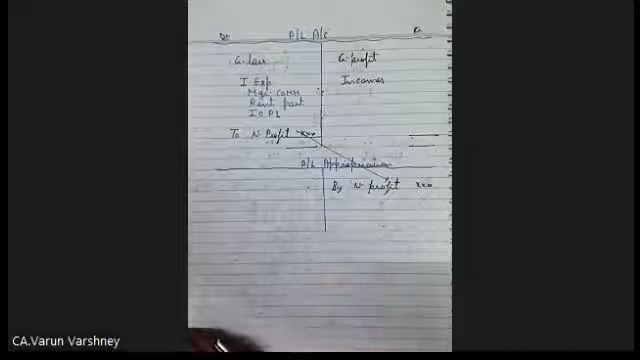 Dr P/L A/c Cr
G. loss G. profit
I. Exp Incomes
Mgr. Comm
Rent part
I o PL
To N. Profit xxx
P/L Appropriation
By N. profit xxx
CA.Varun Varshney